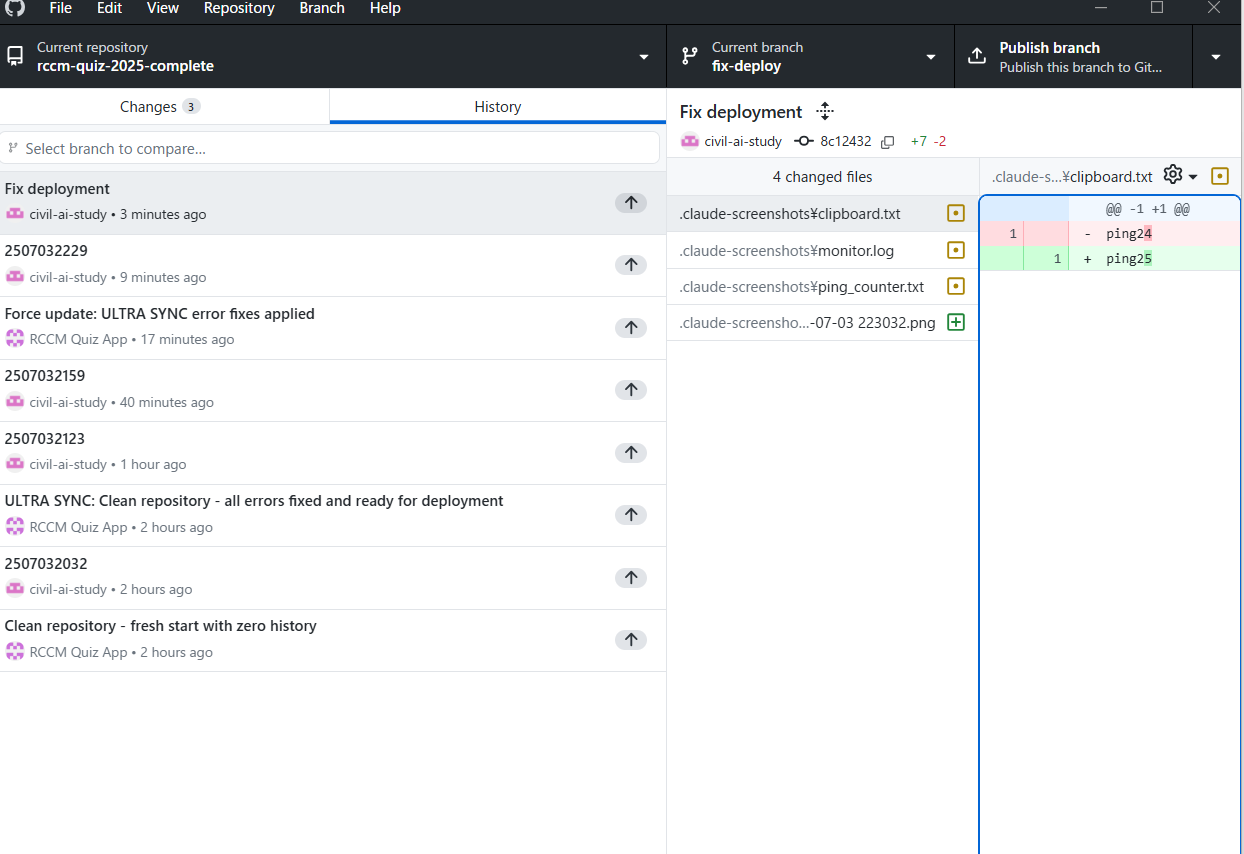 File Edit View Repository Branch Help
Current repository
rccm-quiz-2025-complete
Current branch
fix-deploy
Publish branch
Publish this branch to Git...
Changes 3
History
Select branch to compare...
Fix deployment
civil-ai-study • 3 minutes ago
2507032229
civil-ai-study • 9 minutes ago
Force update: ULTRA SYNC error fixes applied
RCCM Quiz App • 17 minutes ago
2507032159
civil-ai-study • 40 minutes ago
2507032123
civil-ai-study • 1 hour ago
ULTRA SYNC: Clean repository - all errors fixed and ready for deployment
RCCM Quiz App • 2 hours ago
2507032032
civil-ai-study • 2 hours ago
Clean repository - fresh start with zero history
RCCM Quiz App • 2 hours ago
Fix deployment
civil-ai-study 8c12432 +7 -2
4 changed files
.claude-screenshots¥clipboard.txt
.claude-screenshots¥monitor.log
.claude-screenshots¥ping_counter.txt
.claude-screensho...-07-03 223032.png
.claude-s...¥clipboard.txt
@@ -1 +1 @@
1 - ping24
1 + ping25